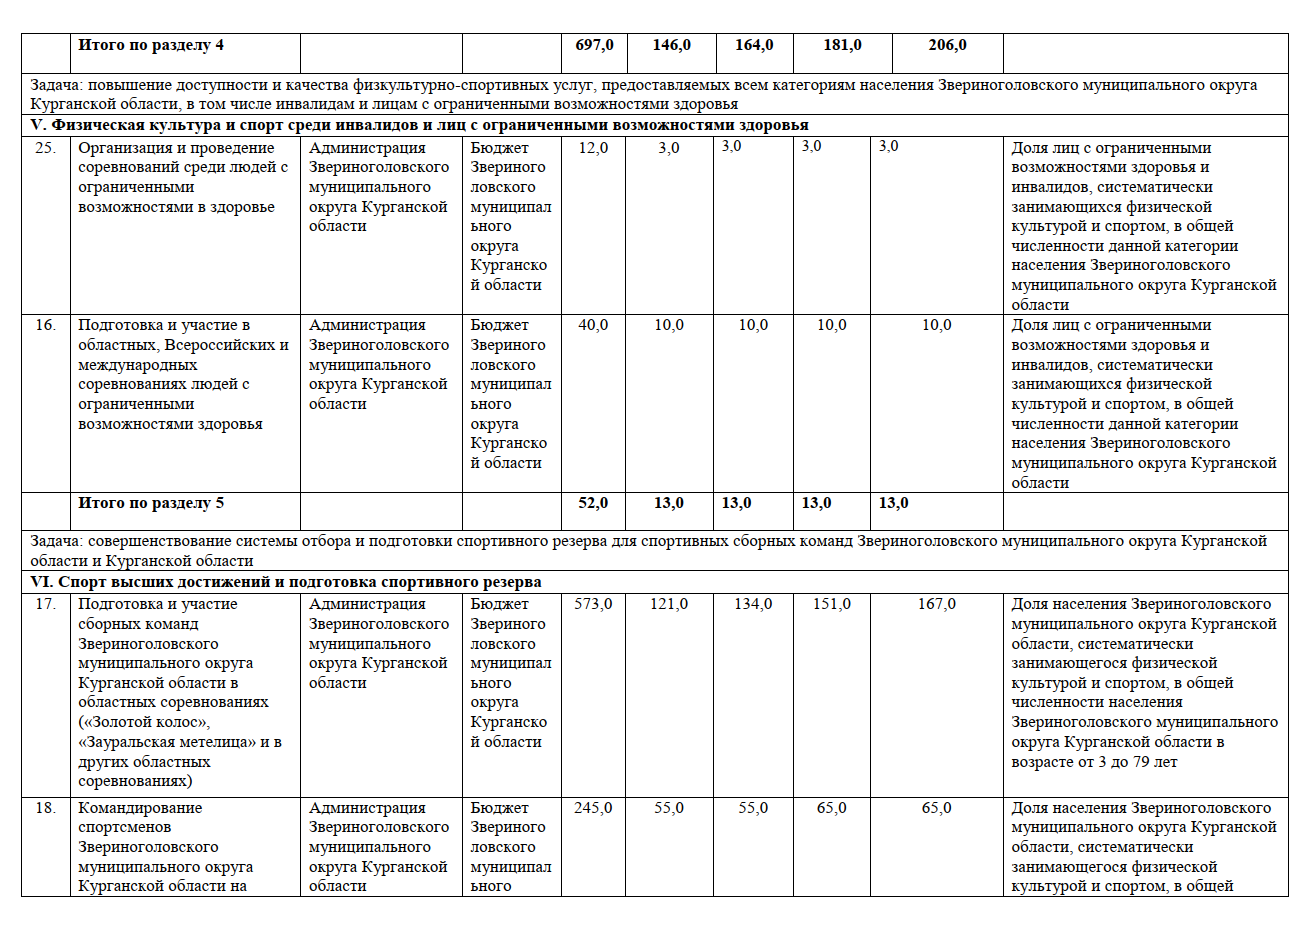 Итого по разделу 4 697,0 146,0 164,0 181,0 206,0
Задача: повышение доступности и качества физкультурно-спортивных услуг, предоставляемых всем категориям населения Звериноголовского муниципального округа
Курганской области, в том числе инвалидам и лицам с ограниченными возможностями здоровья
V. Физическая культура и спорт среди инвалидов и лиц с ограниченными возможностями здоровья
25. Организация и проведение Администрация Бюджет 12,0 3,0 3,0 3,0 3,0 Доля лиц с ограниченными
соревнований среди людей с Звериноголовского Зверино­го возможностями здоровья и
ограниченными муниципального ловского инвалидов, систематически
возможностями в здоровье округа Курганской муниципал занимающихся физической
области ьного культурой и спортом, в общей
округа численности данной категории
Курганско населения Звериноголовского
й области муниципального округа Курганской
области
16. Подготовка и участие в Администрация Бюджет 40,0 10,0 10,0 10,0 10,0 Доля лиц с ограниченными
областных, Всероссийских и Звериноголовского Звериного возможностями здоровья и
международных муниципального ловского инвалидов, систематически
соревнованиях людей с округа Курганской муниципал занимающихся физической
ограниченными области ьного культурой и спортом, в общей
возможностями здоровья округа численности данной категории
Курганско населения Звериноголовского
й области муниципального округа Курганской
области
Итого по разделу 5 52,0 13,0 13,0 13,0 13,0
Задача: совершенствование системы отбора и подготовки спортивного резерва для спортивных сборных команд Звериноголовского муниципального округа Курганской
области и Курганской области
VI. Спорт высших достижений и подготовка спортивного резерва
17. Подготовка и участие Администрация Бюджет 573,0 121,0 134,0 151,0 167,0 Доля населения Звериноголовского
сборных команд Звериноголовского Звериного муниципального округа Курганской
Звериноголовского муниципального ловского области, систематически
муниципального округа округа Курганской муниципал занимающегося физической
Курганской области в области ьного культурой и спортом, в общей
областных соревнованиях округа численности населения
(«Золотой колос», Курганско Звериноголовского муниципального
«Зауральская метелица» и в й области округа Курганской области в
других областных возрасте от 3 до 79 лет
соревнованиях)
18. Командирование Администрация Бюджет 245,0 55,0 55,0 65,0 65,0 Доля населения Звериноголовского
спортсменов Звериноголовского Звериного муниципального округа Курганской
Звериноголовского муниципального ловского области, систематически
муниципального округа округа Курганской муниципал занимающегося физической
Курганской области на области ьного культурой и спортом, в общей